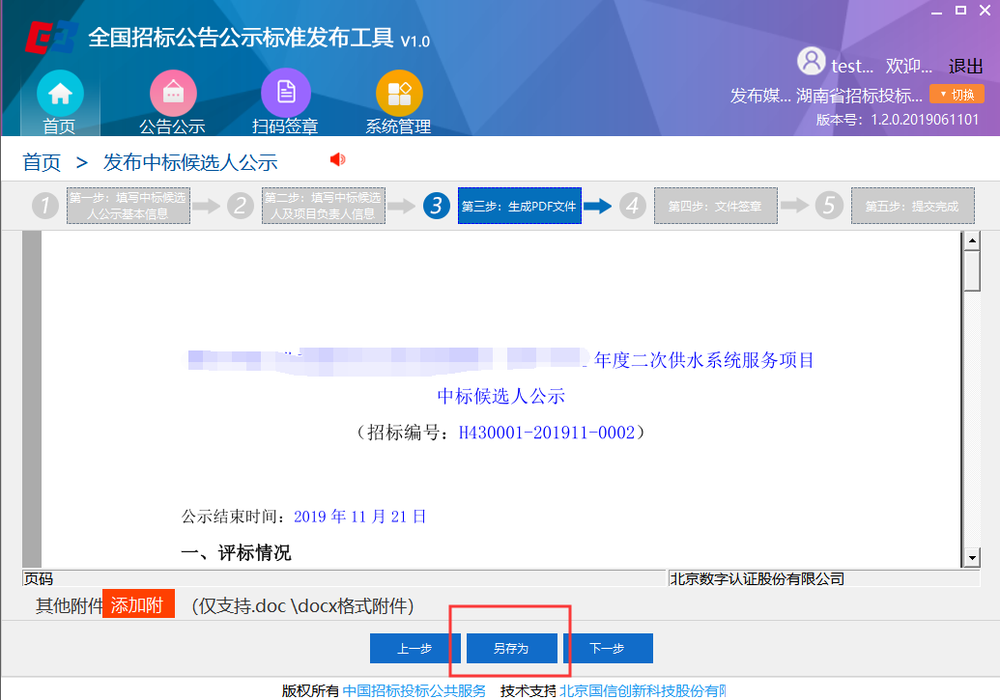 全国招标公告公示标准发布工具 V1.0
test... 欢迎... 退出
发布媒... 湖南省招标投标... 切换
版本号：1.2.0.2019061101
首页 公告公示 扫码签章 系统管理
首页 > 发布中标候选人公示
1 第一步：填写中标候选人公示基本信息
2 第二步：填写中标候选人及项目负责人信息
3 第三步：生成PDF文件
4 第四步：文件签章
5 第五步：提交完成
年度二次供水系统服务项目
中标候选人公示
（招标编号：H430001-201911-0002）
公示结束时间：2019 年 11 月 21 日
一、评标情况
页码 北京数字认证股份有限公司
其他附件 添加附 （仅支持.doc \docx格式附件）
上一步 另存为 下一步
版权所有 中国招标投标公共服务 技术支持 北京国信创新科技股份有